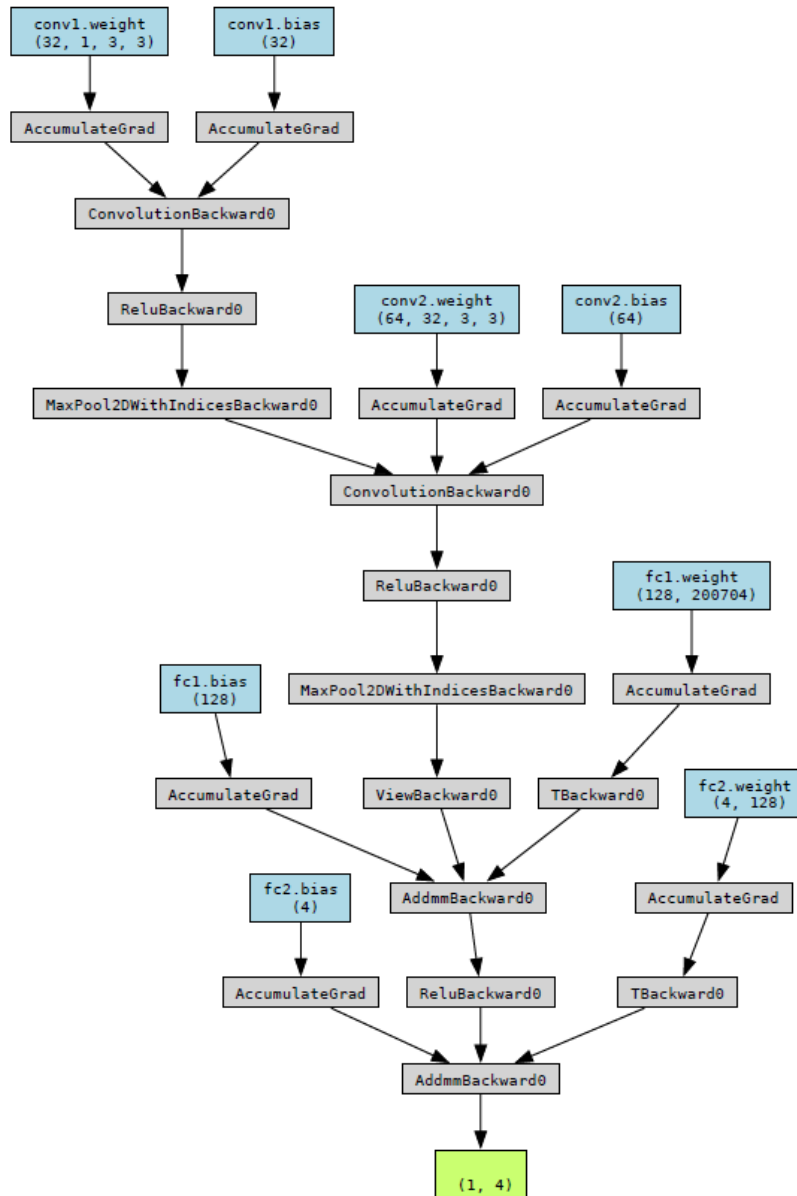 conv1.weight
(32, 1, 3, 3)
conv1.bias
(32)
AccumulateGrad
AccumulateGrad
ConvolutionBackward0
ReluBackward0
conv2.weight
(64, 32, 3, 3)
conv2.bias
(64)
MaxPool2DWithIndicesBackward0
AccumulateGrad
AccumulateGrad
ConvolutionBackward0
ReluBackward0
fc1.weight
(128, 200704)
fc1.bias
(128)
MaxPool2DWithIndicesBackward0
AccumulateGrad
AccumulateGrad
ViewBackward0
TBackward0
fc2.weight
(4, 128)
fc2.bias
(4)
AddmmBackward0
AccumulateGrad
AccumulateGrad
ReluBackward0
TBackward0
AddmmBackward0
(1, 4)